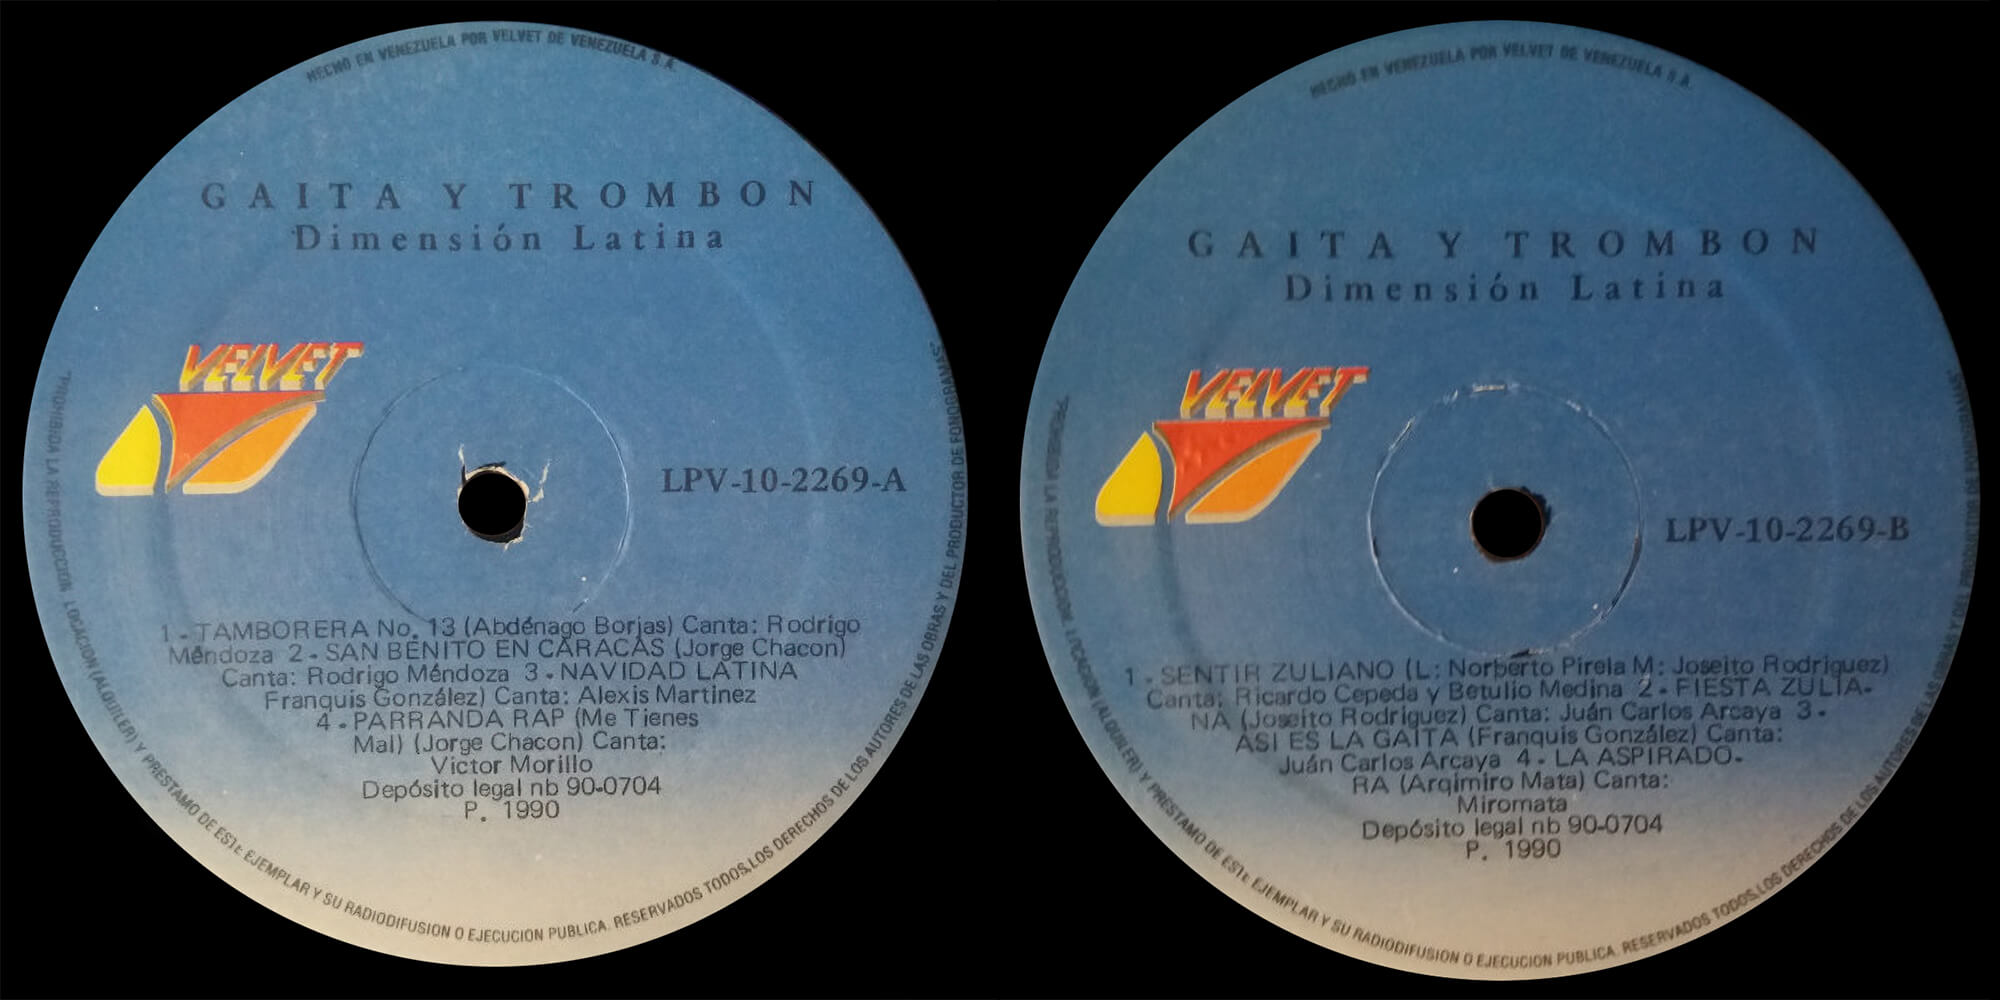 HECHO EN VENEZUELA POR VELVET DE VENEZUELA S.A.
GAITA Y TROMBON
Dimensión Latina
VELVET
LPV-10-2269-A
1 - TAMBORERA No. 13 (Abdénago Borjas) Canta: Rodrigo
Méndoza 2 - SAN BENITO EN CARACAS (Jorge Chacon)
Canta: Rodrigo Méndoza 3 - NAVIDAD LATINA
Franquis González) Canta: Alexis Martinez
4 - PARRANDA RAP (Me Tienes
Mal) (Jorge Chacon) Canta:
Victor Morillo
Depósito legal nb 90-0704
P. 1990
"PROHIBIDA LA REPRODUCCION, LOCACION (ALQUILER) Y PRESTAMO DE ESTE EJEMPLAR Y SU RADIODIFUSION O EJECUCION PUBLICA. RESERVADOS TODOS LOS DERECHOS DE LOS AUTORES DE LAS OBRAS Y DEL PRODUCTOR DE FONOGRAMAS".
HECHO EN VENEZUELA POR VELVET DE VENEZUELA S.A.
GAITA Y TROMBON
Dimensión Latina
VELVET
LPV-10-2269-B
1 - SENTIR ZULIANO (L: Norberto Pirela M: Joseito Rodriguez)
Canta: Ricardo Cepeda y Betulio Medina 2 - FIESTA ZULIA-
NA (Joseito Rodriguez) Canta: Juán Carlos Arcaya 3 -
ASI ES LA GAITA (Franquis González) Canta:
Juán Carlos Arcaya 4 - LA ASPIRADO-
RA (Arqimiro Mata) Canta:
Miromata
Depósito legal nb 90-0704
P. 1990
"PROHIBIDA LA REPRODUCCION, LOCACION (ALQUILER) Y PRESTAMO DE ESTE EJEMPLAR Y SU RADIODIFUSION O EJECUCION PUBLICA. RESERVADOS TODOS LOS DERECHOS DE LOS AUTORES DE LAS OBRAS Y DEL PRODUCTOR DE FONOGRAMAS".